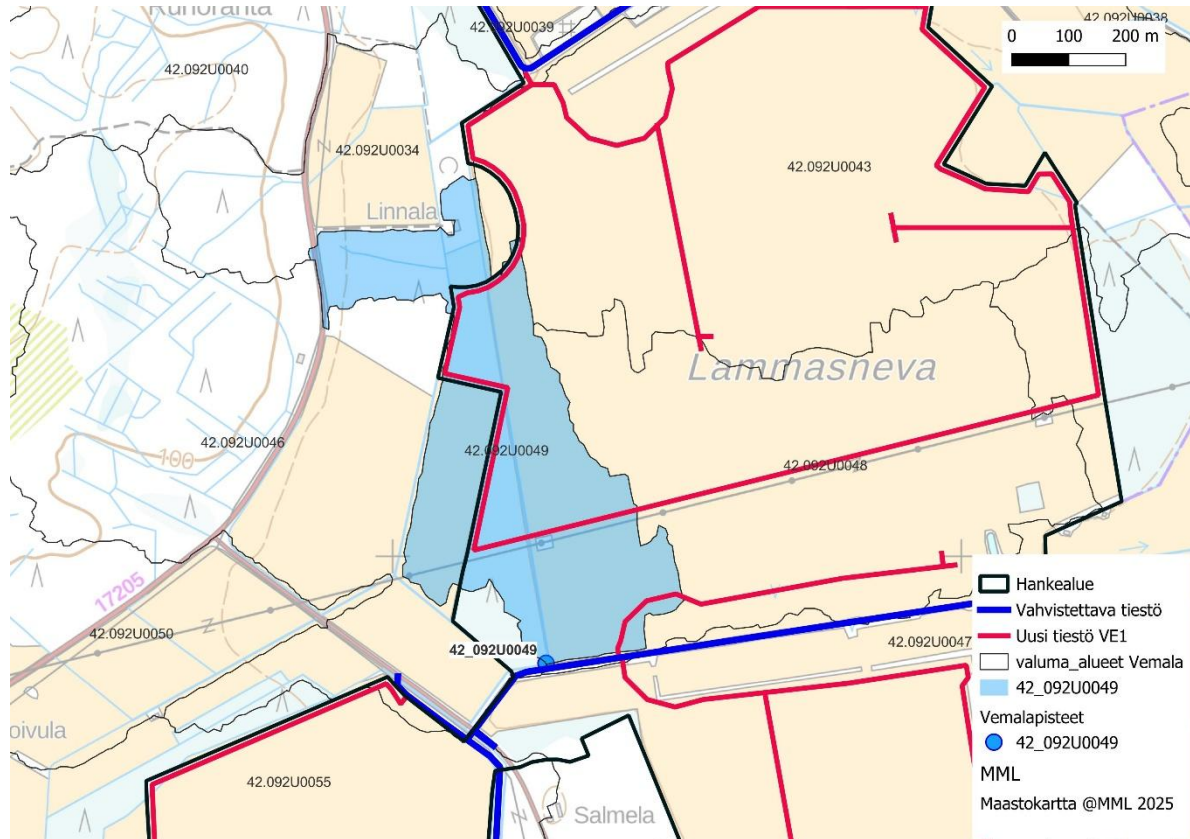 Ruhoranta
42.092U0039
42.092U0038
0 100 200 m
42.092U0040
42.092U0034
42.092U0043
Linnala
Lammasneva
42.092U0046
100
42.092U0049
42.092U0048
17205
42.092U0050
42_092U0049
42.092U0047
oivula
42.092U0055
Salmela
Hankealue
Vahvistettava tiestö
Uusi tiestö VE1
valuma_alueet Vemala
42_092U0049
Vemalapisteet
42_092U0049
MML
Maastokartta @MML 2025